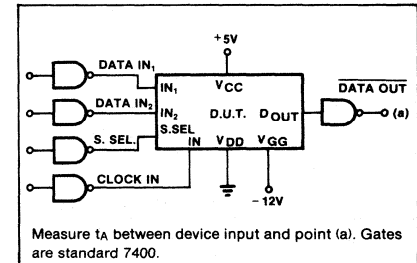 +5V
DATA IN₁
VCC
DATA OUT
IN₁
DATA IN₂
IN₂ D.U.T. DOUT
(a)
S. SEL.
S.SEL
IN VDD VGG
CLOCK IN
-12V
Measure tA between device input and point (a). Gates
are standard 7400.